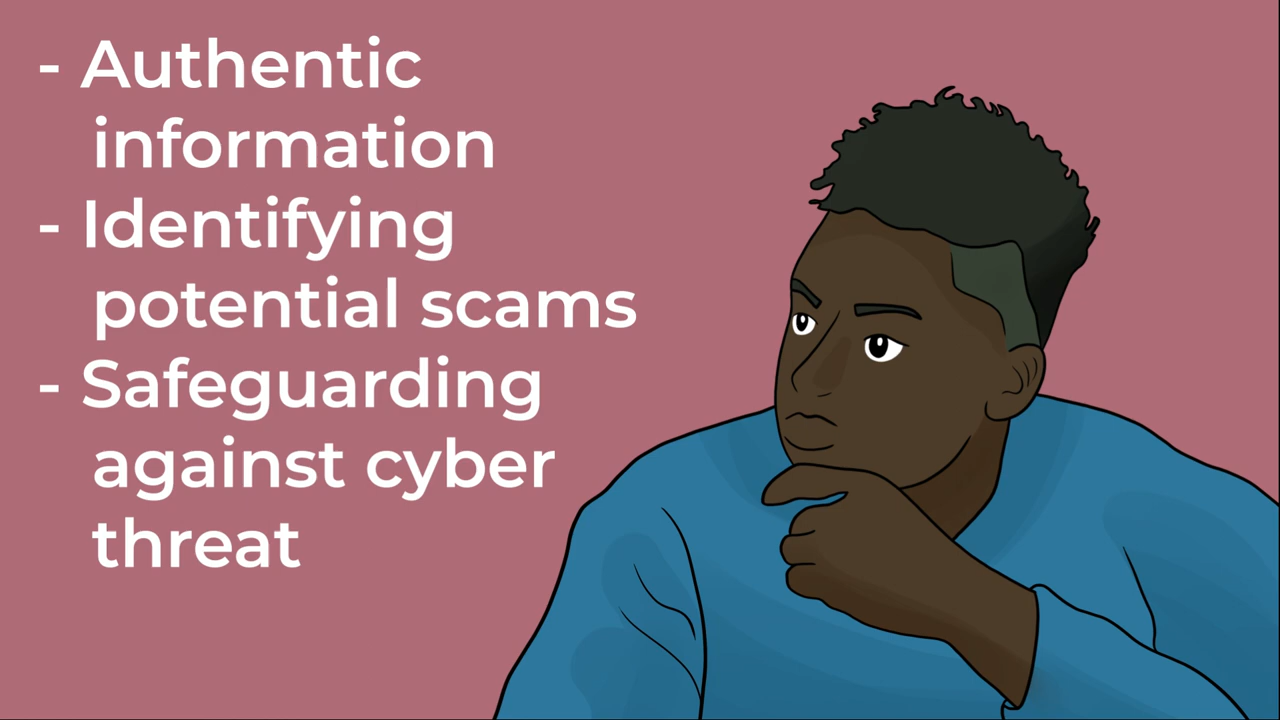 - Authentic
information
- Identifying
potential scams
- Safeguarding
against cyber
threat